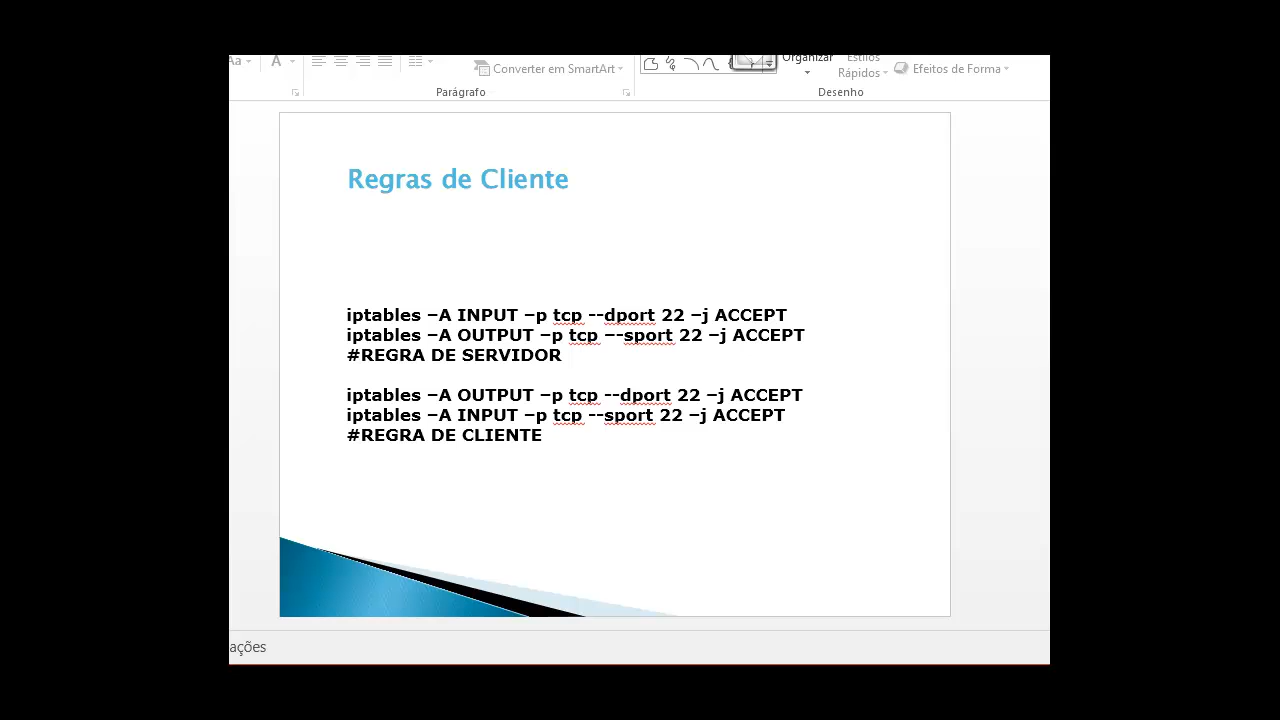 Aa A Converter em SmartArt Organizar Estilos
Rápidos Efeitos de Forma
Parágrafo Desenho
Regras de Cliente
iptables –A INPUT –p tcp --dport 22 –j ACCEPT
iptables –A OUTPUT –p tcp –-sport 22 –j ACCEPT
#REGRA DE SERVIDOR
iptables –A OUTPUT –p tcp --dport 22 –j ACCEPT
iptables –A INPUT –p tcp --sport 22 –j ACCEPT
#REGRA DE CLIENTE
ações